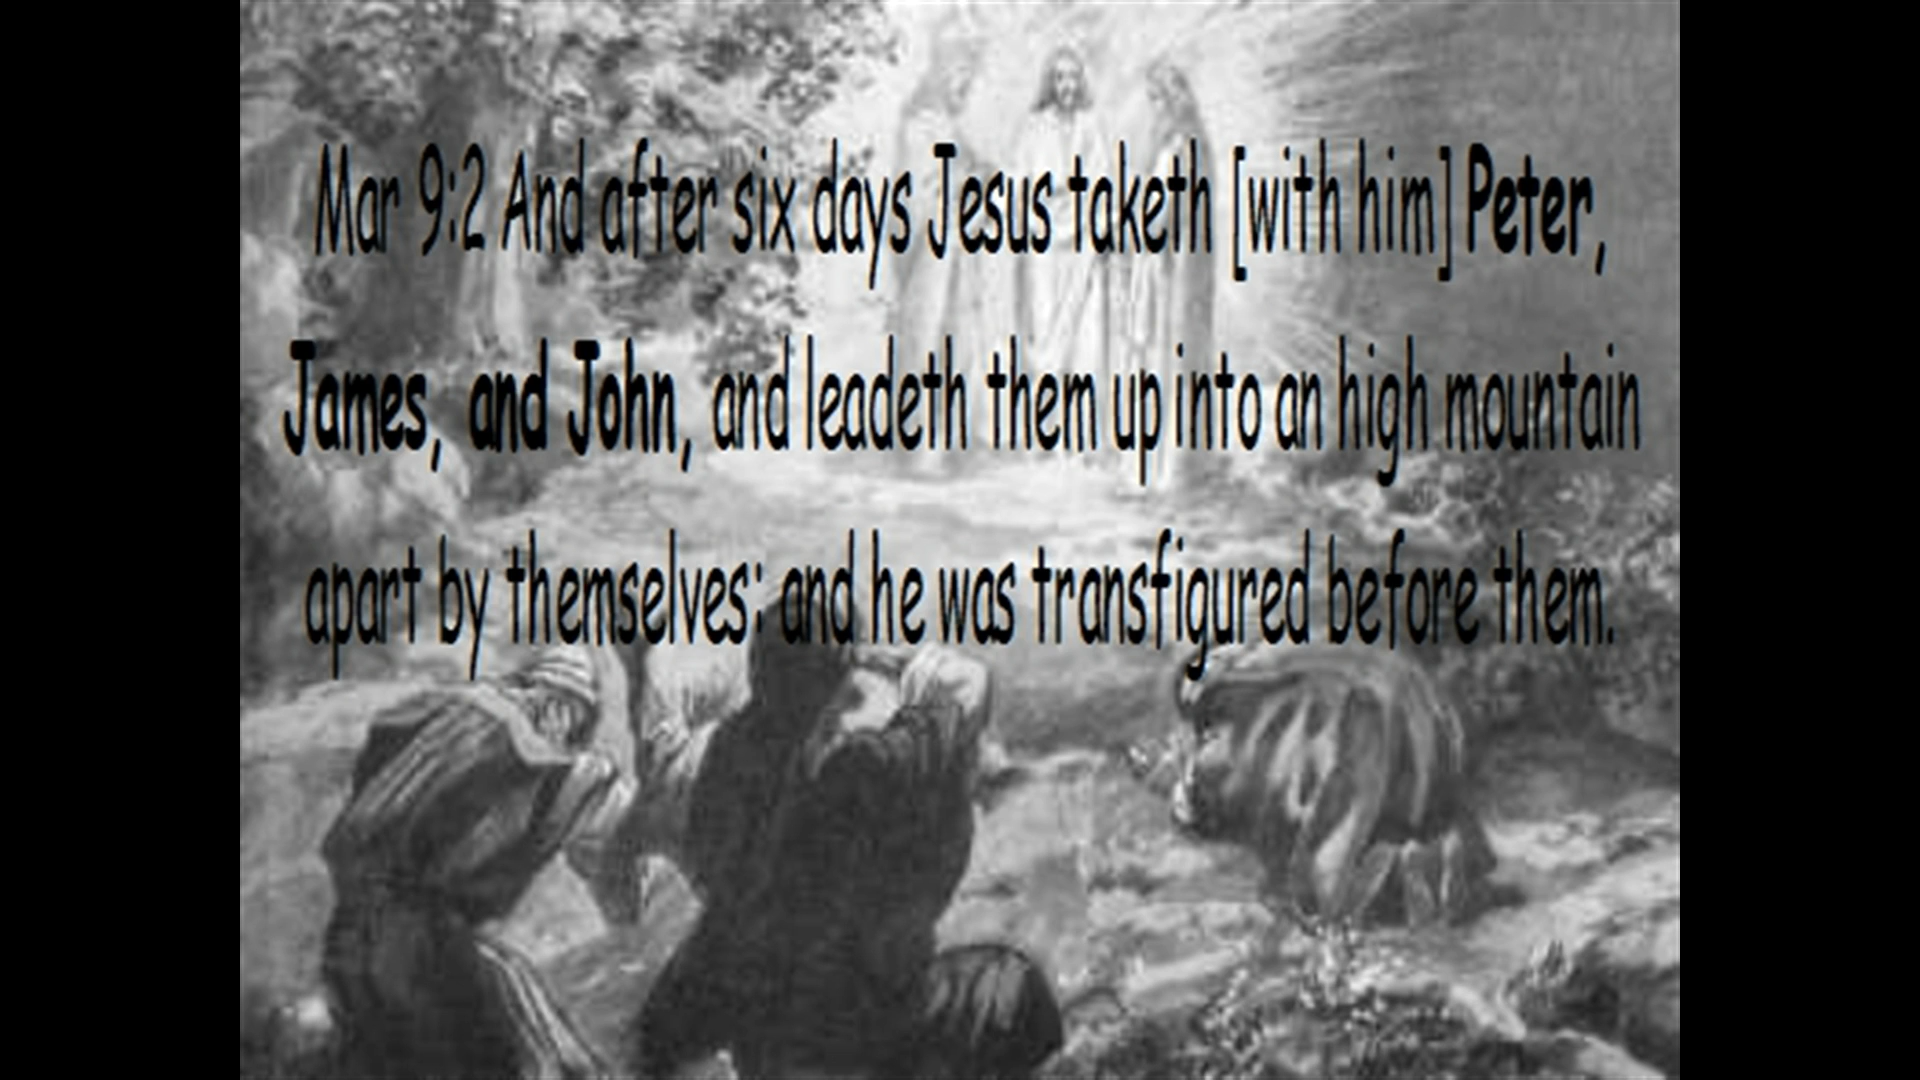 Mar 9:2 And after six days Jesus taketh [with him] Peter,
James, and John, and leadeth them up into an high mountain
apart by themselves: and he was transfigured before them.